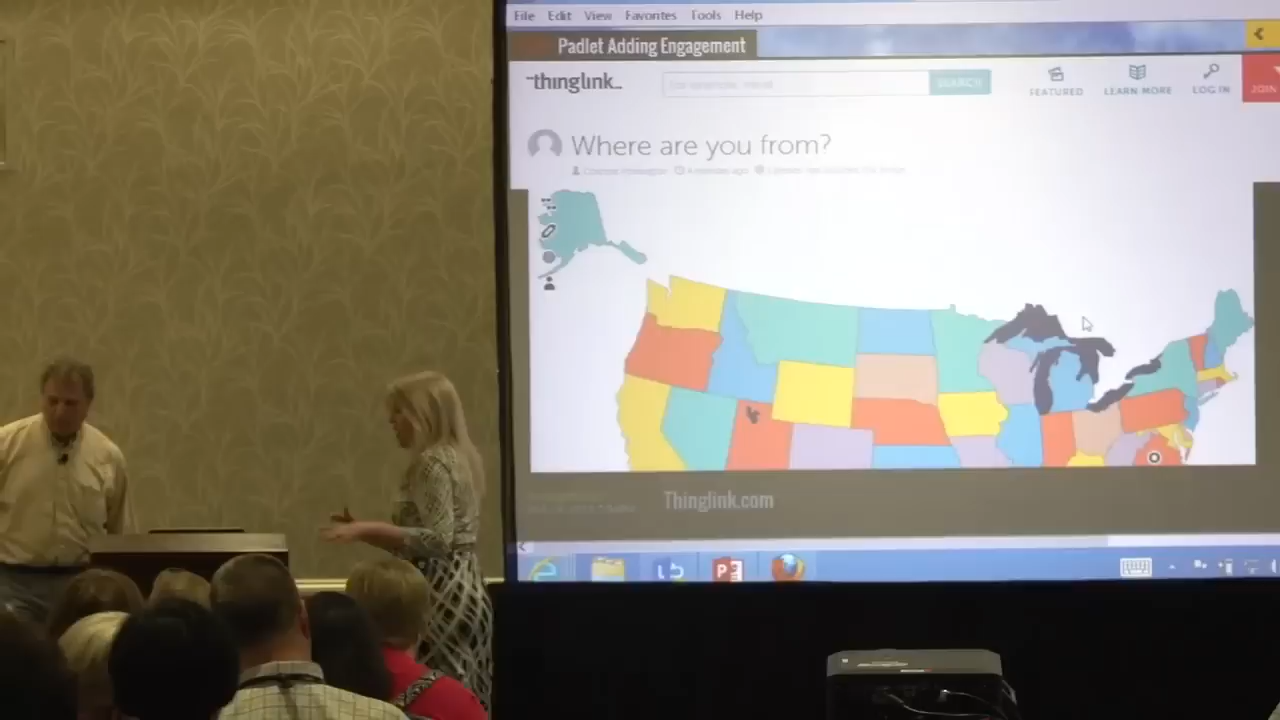 File Edit View Favorites Tools Help
Padlet Adding Engagement
thinglink..
SEARCH
FEATURED LEARN MORE LOG IN JOIN
Where are you from?
Thinglink.com